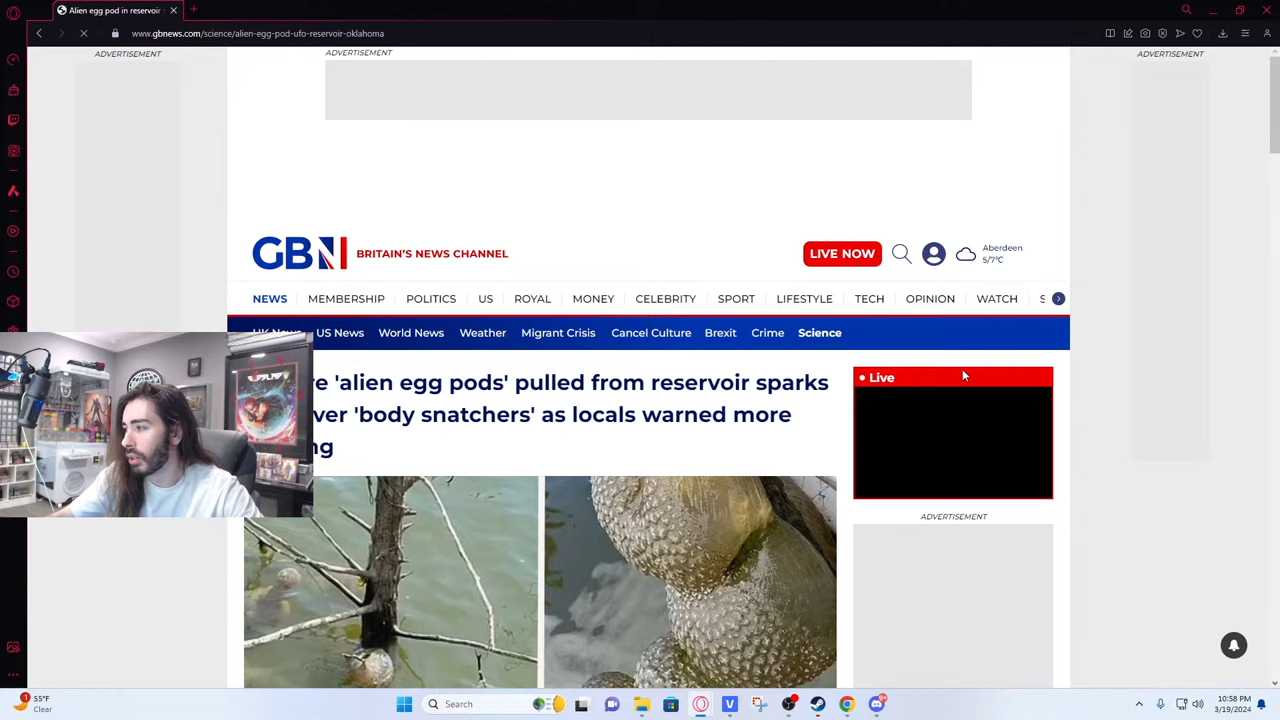 Alien egg pod in reservoir
www.gbnews.com/science/alien-egg-pod-ufo-reservoir-oklahoma
ADVERTISEMENT
ADVERTISEMENT
ADVERTISEMENT
GBN BRITAIN'S NEWS CHANNEL
LIVE NOW
Aberdeen
5/7°C
NEWS MEMBERSHIP POLITICS US ROYAL MONEY CELEBRITY SPORT LIFESTYLE TECH OPINION WATCH S
UK News US News World News Weather Migrant Crisis Cancel Culture Brexit Crime Science
re 'alien egg pods' pulled from reservoir sparks
ver 'body snatchers' as locals warned more
ng
Live
ADVERTISEMENT
1
55°F
Clear
Search
10:58 PM
3/19/2024